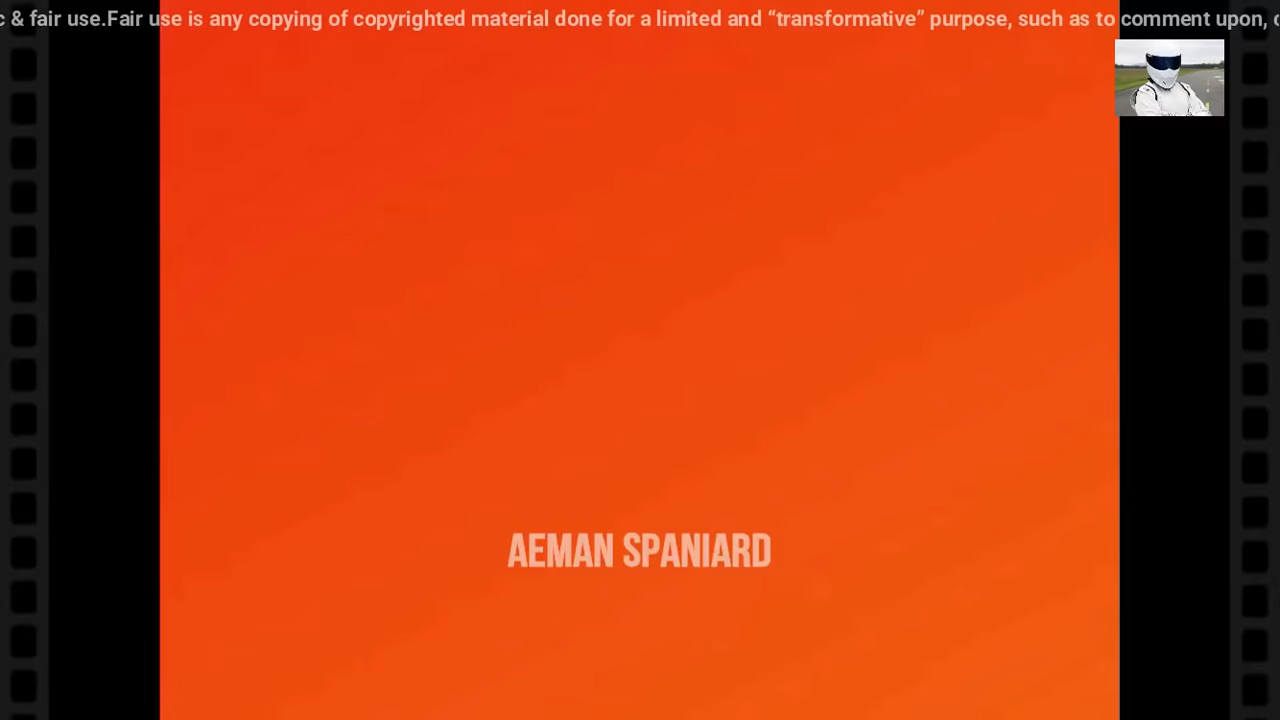 c & fair use.Fair use is any copying of copyrighted material done for a limited and “transformative” purpose, such as to comment upon, c
AEMAN SPANIARD